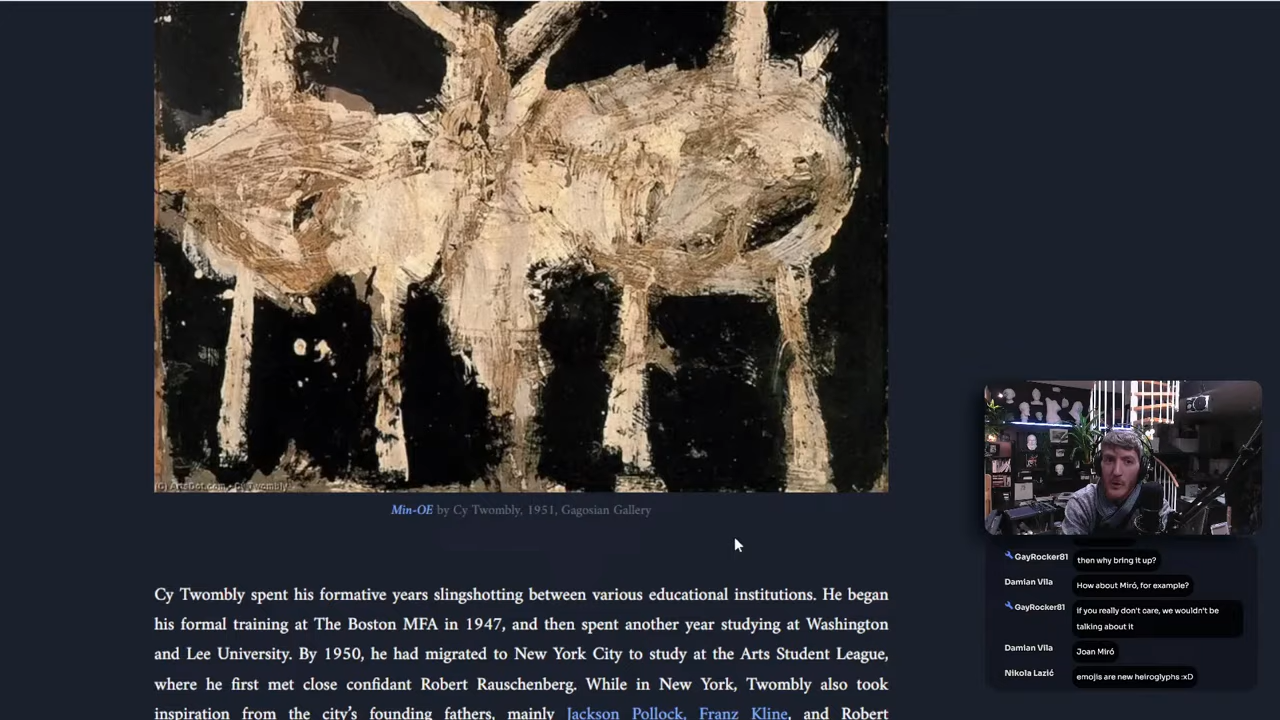 (C) ArtsDot.com - Cy Twombly
Min-OE by Cy Twombly, 1951, Gagosian Gallery
Cy Twombly spent his formative years slingshotting between various educational institutions. He began
his formal training at The Boston MFA in 1947, and then spent another year studying at Washington
and Lee University. By 1950, he had migrated to New York City to study at the Arts Student League,
where he first met close confidant Robert Rauschenberg. While in New York, Twombly also took
inspiration from the city's founding fathers, mainly Jackson Pollock, Franz Kline, and Robert
GayRocker81 then why bring it up?
Damian Vila How about Miró, for example?
GayRocker81 if you really don't care, we wouldn't be
talking about it
Damian Vila Joan Miró
Nikola Lazić emojis are new heiroglyphs :xD